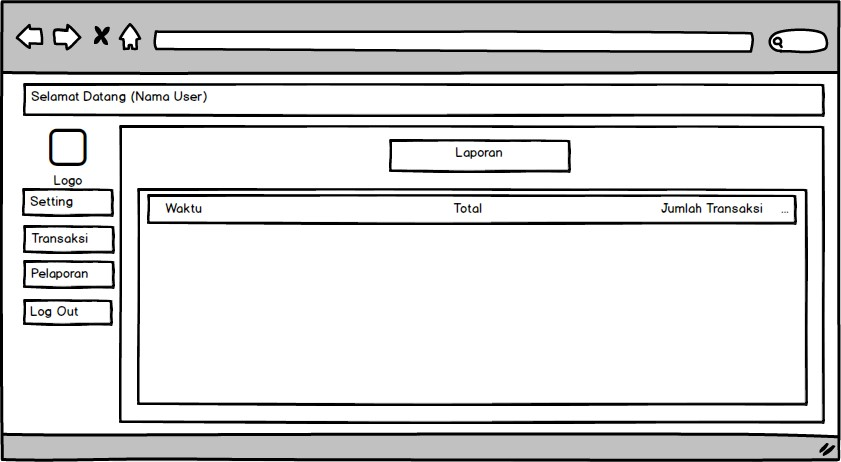 Selamat Datang (Nama User)
Logo
Setting
Transaksi
Pelaporan
Log Out
Laporan
Waktu Total Jumlah Transaksi ...